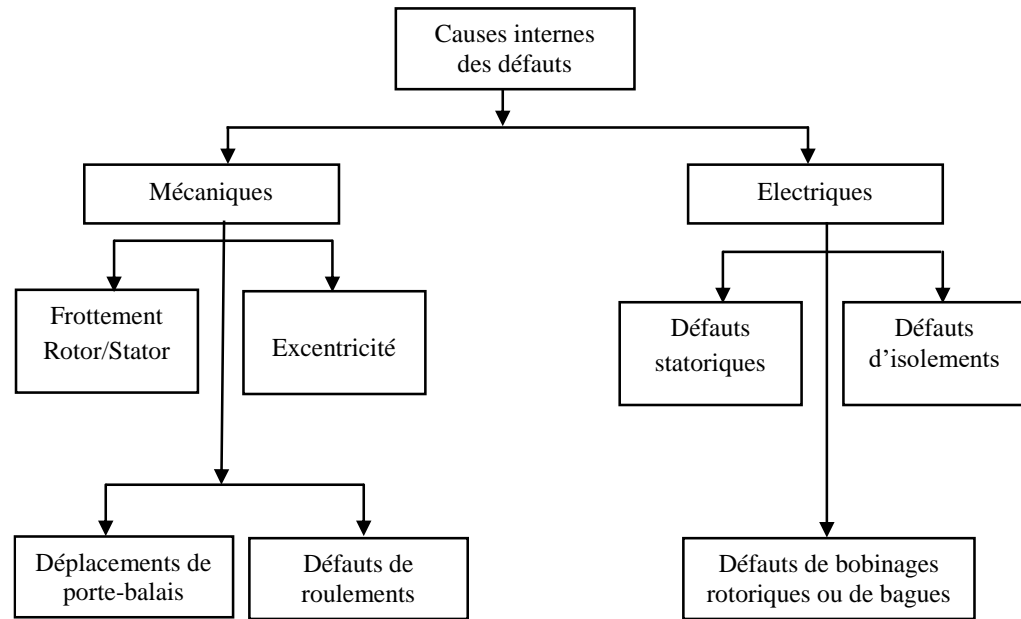 Causes internes
des défauts
Mécaniques
Electriques
Frottement
Rotor/Stator
Excentricité
Défauts
statoriques
Défauts
d’isolements
Déplacements de
porte-balais
Défauts de
roulements
Défauts de bobinages
rotoriques ou de bagues